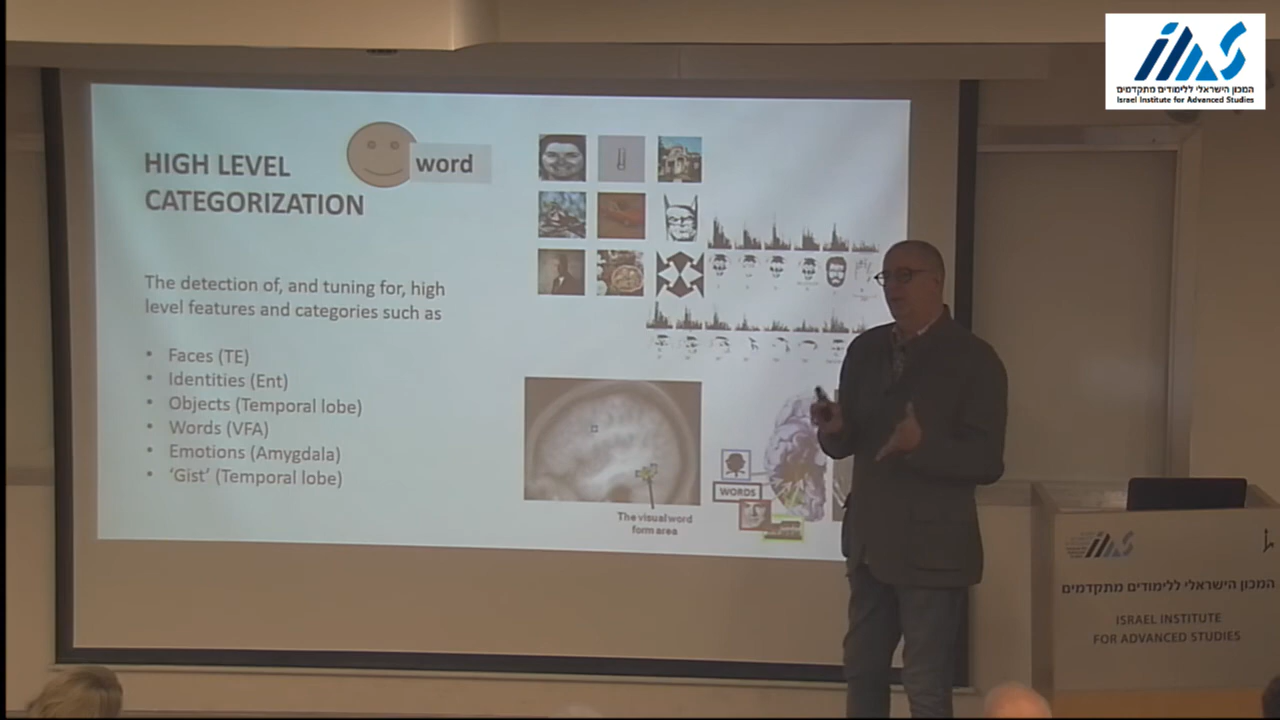 המכון הישראלי ללימודים מתקדמים
Israel Institute for Advanced Studies
HIGH LEVEL
CATEGORIZATION
word
The detection of, and tuning for, high
level features and categories such as
• Faces (TE)
• Identities (Ent)
• Objects (Temporal lobe)
• Words (VFA)
• Emotions (Amygdala)
• ‘Gist’ (Temporal lobe)
The visual word
form area
WORDS
המכון הישראלי ללימודים מתקדמים
ISRAEL INSTITUTE
FOR ADVANCED STUDIES